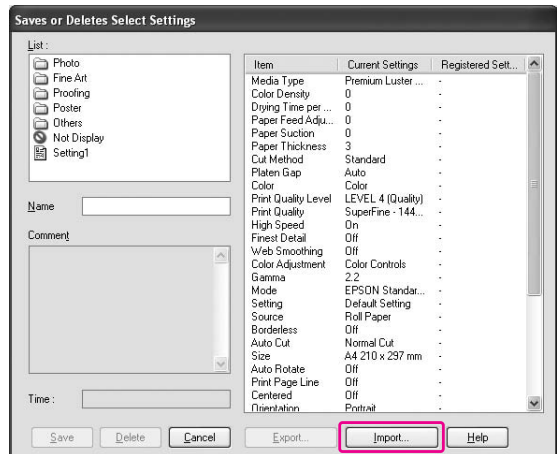 Saves or Deletes Select Settings
List :
Photo
Fine Art
Proofing
Poster
Others
Not Display
Setting1
Name
Comment
Time :
Item Current Settings Registered Sett...
Media Type Premium Luster ... -
Color Density 0 -
Drying Time per ... 0 -
Paper Feed Adju... 0 -
Paper Suction 0 -
Paper Thickness 3 -
Cut Method Standard -
Platen Gap Auto -
Color Color -
Print Quality Level LEVEL 4 (Quality) -
Print Quality SuperFine - 144... -
High Speed On -
Finest Detail Off -
Web Smoothing Off -
Color Adjustment Color Controls -
Gamma 2.2 -
Mode EPSON Standar... -
Setting Default Setting -
Source Roll Paper -
Borderless Off -
Auto Cut Normal Cut -
Size A4 210 x 297 mm -
Auto Rotate Off -
Print Page Line Off -
Centered Off -
Orientation Portrait -
Save Delete Cancel Export... Import... Help